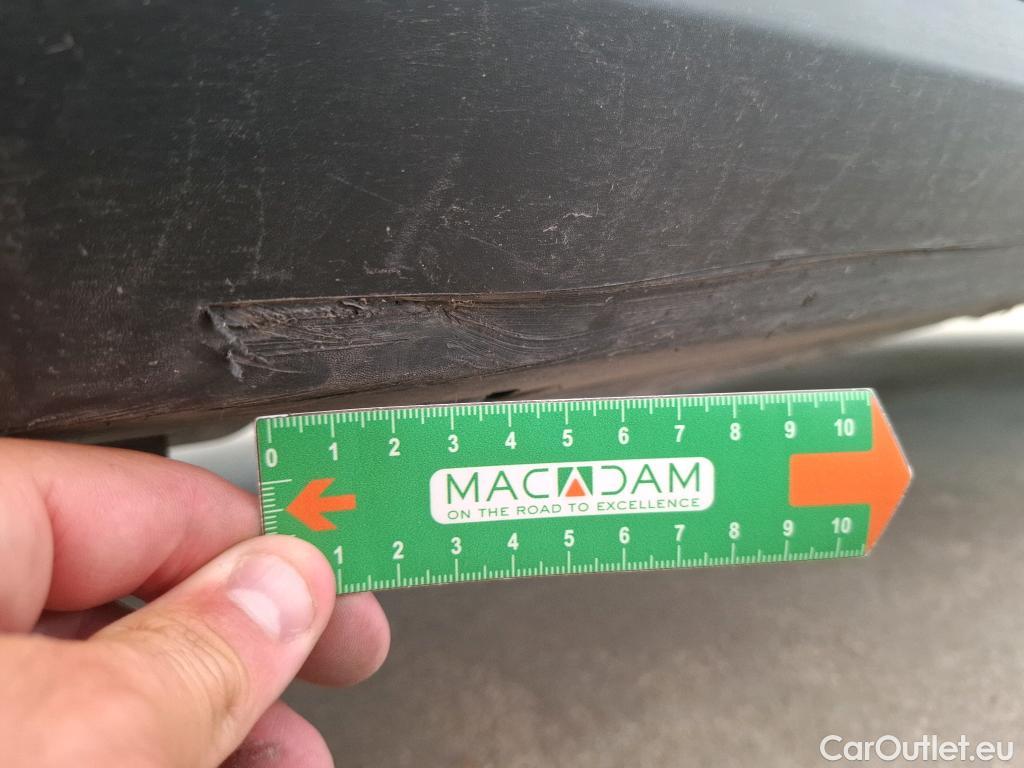 0 1 2 3 4 5 6 7 8 9 10
MACADAM
ON THE ROAD TO EXCELLENCE
1 2 3 4 5 6 7 8 9 10
CarOutlet.eu